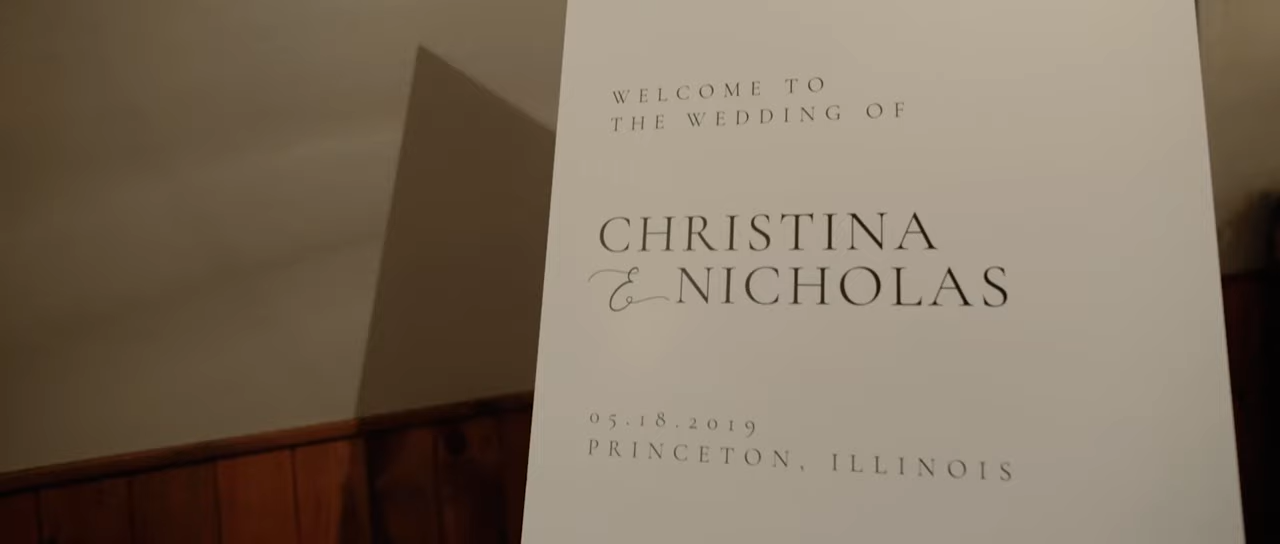 WELCOME TO
THE WEDDING OF
CHRISTINA
& NICHOLAS
05.18.2019
PRINCETON, ILLINOIS